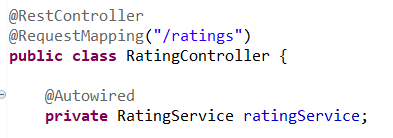 @RestController
@RequestMapping("/ratings")
public class RatingController {
@Autowired
private RatingService ratingService;